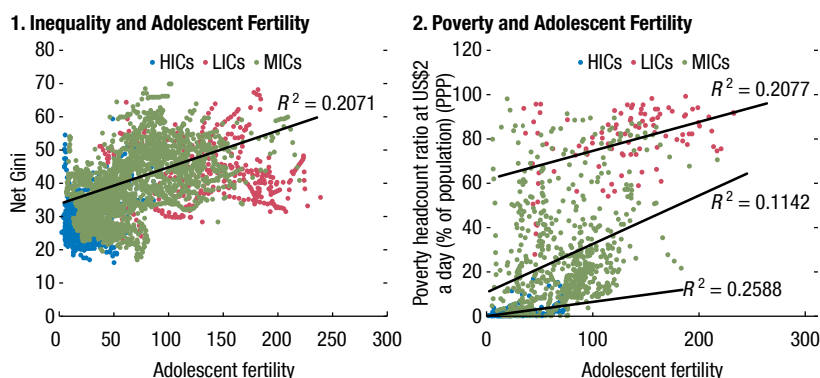 1. Inequality and Adolescent Fertility
80
70
60
50
40
30
20
10
0
Net Gini
HICs LICs MICs
R² = 0.2071
0 50 100 150 200 250 300
Adolescent fertility
2. Poverty and Adolescent Fertility
120
100
80
60
40
20
0
Poverty headcount ratio at US$2
a day (% of population) (PPP)
HICs LICs MICs
R² = 0.2077
R² = 0.1142
R² = 0.2588
0 100 200 300
Adolescent fertility